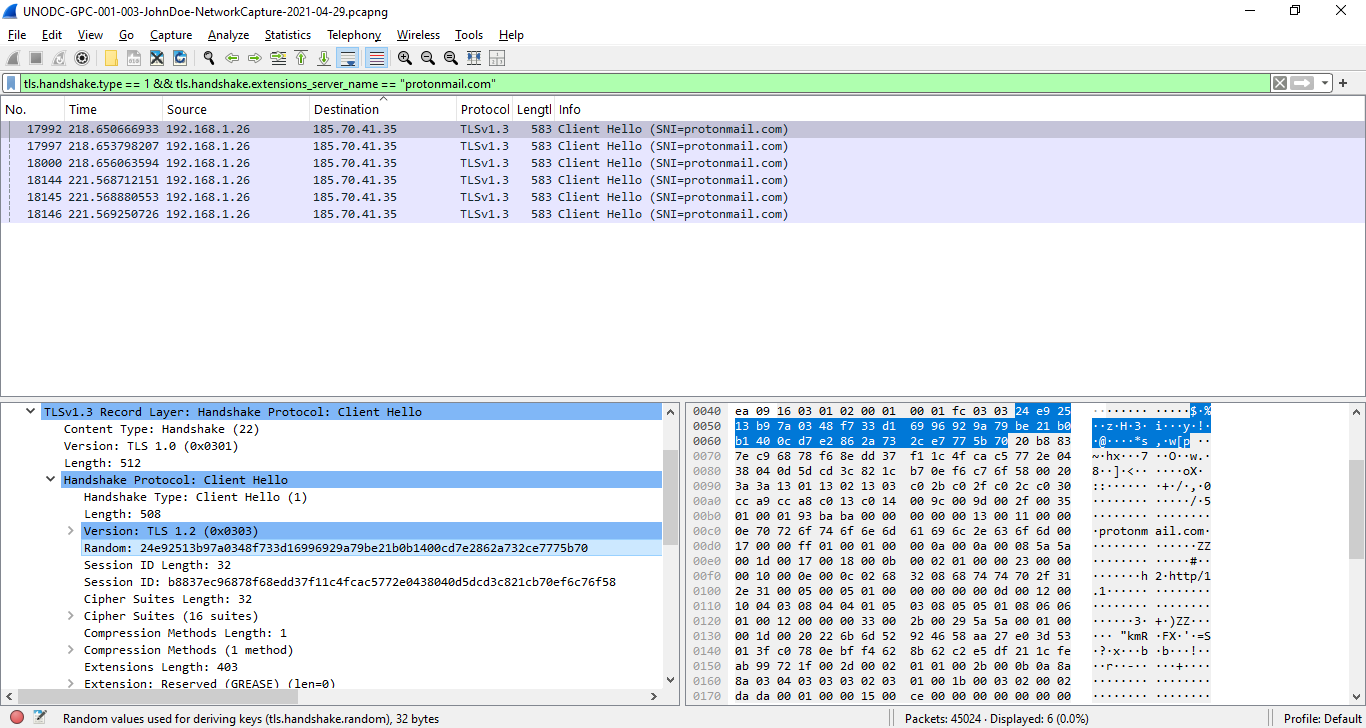 UNODC-GPC-001-003-JohnDoe-NetworkCapture-2021-04-29.pcapng
File Edit View Go Capture Analyze Statistics Telephony Wireless Tools Help
tls.handshake.type == 1 && tls.handshake.extensions_server_name == "protonmail.com"
No. Time Source Destination Protocol Lengtl Info
17992 218.650666933 192.168.1.26 185.70.41.35 TLSv1.3 583 Client Hello (SNI=protonmail.com)
17997 218.653798207 192.168.1.26 185.70.41.35 TLSv1.3 583 Client Hello (SNI=protonmail.com)
18000 218.656063594 192.168.1.26 185.70.41.35 TLSv1.3 583 Client Hello (SNI=protonmail.com)
18144 221.568712151 192.168.1.26 185.70.41.35 TLSv1.3 583 Client Hello (SNI=protonmail.com)
18145 221.568880553 192.168.1.26 185.70.41.35 TLSv1.3 583 Client Hello (SNI=protonmail.com)
18146 221.569250726 192.168.1.26 185.70.41.35 TLSv1.3 583 Client Hello (SNI=protonmail.com)
TLSv1.3 Record Layer: Handshake Protocol: Client Hello
Content Type: Handshake (22)
Version: TLS 1.0 (0x0301)
Length: 512
Handshake Protocol: Client Hello
Handshake Type: Client Hello (1)
Length: 508
Version: TLS 1.2 (0x0303)
Random: 24e92513b97a0348f733d16996929a79be21b0b1400cd7e2862a732ce7775b70
Session ID Length: 32
Session ID: b8837ec96878f68edd37f11c4fcac5772e0438040d5dcd3c821cb70ef6c76f58
Cipher Suites Length: 32
Cipher Suites (16 suites)
Compression Methods Length: 1
Compression Methods (1 method)
Extensions Length: 403
Extension: Reserved (GREASE) (len=0)
0040 ea 09 16 03 01 02 00 01 00 01 fc 03 03 24 e9 25 ·············$·%
0050 13 b9 7a 03 48 f7 33 d1 69 96 92 9a 79 be 21 b0 ··z·H·3· i···y·!·
0060 b1 40 0c d7 e2 86 2a 73 2c e7 77 5b 70 20 b8 83 ·@····*s ,·w[p ··
0070 7e c9 68 78 f6 8e dd 37 f1 1c 4f ca c5 77 2e 04 ~·hx···7 ··O··w.·
0080 38 04 0d 5d cd 3c 82 1c b7 0e f6 c7 6f 58 00 20 8··]·<·· ····oX·
0090 3a 3a 13 01 13 02 13 03 c0 2b c0 2f c0 2c c0 30 ::······ ·+·/·,·0
00a0 cc a9 cc a8 c0 13 c0 14 00 9c 00 9d 00 2f 00 35 ········ ·····/·5
00b0 01 00 01 93 ba ba 00 00 00 00 00 13 00 11 00 00 ········ ········
00c0 0e 70 72 6f 74 6f 6e 6d 61 69 6c 2e 63 6f 6d 00 ·protonm ail.com·
00d0 17 00 00 ff 01 00 01 00 00 0a 00 0a 00 08 5a 5a ········ ······ZZ
00e0 00 1d 00 17 00 18 00 0b 00 02 01 00 00 23 00 00 ········ ·····#··
00f0 00 10 00 0e 00 0c 02 68 32 08 68 74 74 70 2f 31 ·······h 2·http/1
0100 2e 31 00 05 00 05 01 00 00 00 00 00 0d 00 12 00 .1······ ········
0110 10 04 03 08 04 04 01 05 03 08 05 05 01 08 06 06 ········ ········
0120 01 00 12 00 00 00 33 00 2b 00 29 5a 5a 00 01 00 ······3· +·)ZZ···
0130 00 1d 00 20 22 6b 6d 52 92 46 58 aa 27 e0 3d 53 ··· "kmR ·FX·'·=S
0140 01 3f c0 78 0e bf f4 62 8b 62 c2 e5 df 21 1c fe ·?·x···b ·b···!··
0150 ab 99 72 1f 00 2d 00 02 01 01 00 2b 00 0b 0a 8a ··r··-·· ···+····
0160 8a 03 04 03 03 03 02 03 01 00 1b 00 03 02 00 02 ········ ········
0170 da da 00 01 00 00 15 00 ce 00 00 00 00 00 00 00 ········ ········
Random values used for deriving keys (tls.handshake.random), 32 bytes
Packets: 45024 · Displayed: 6 (0.0%)
Profile: Default